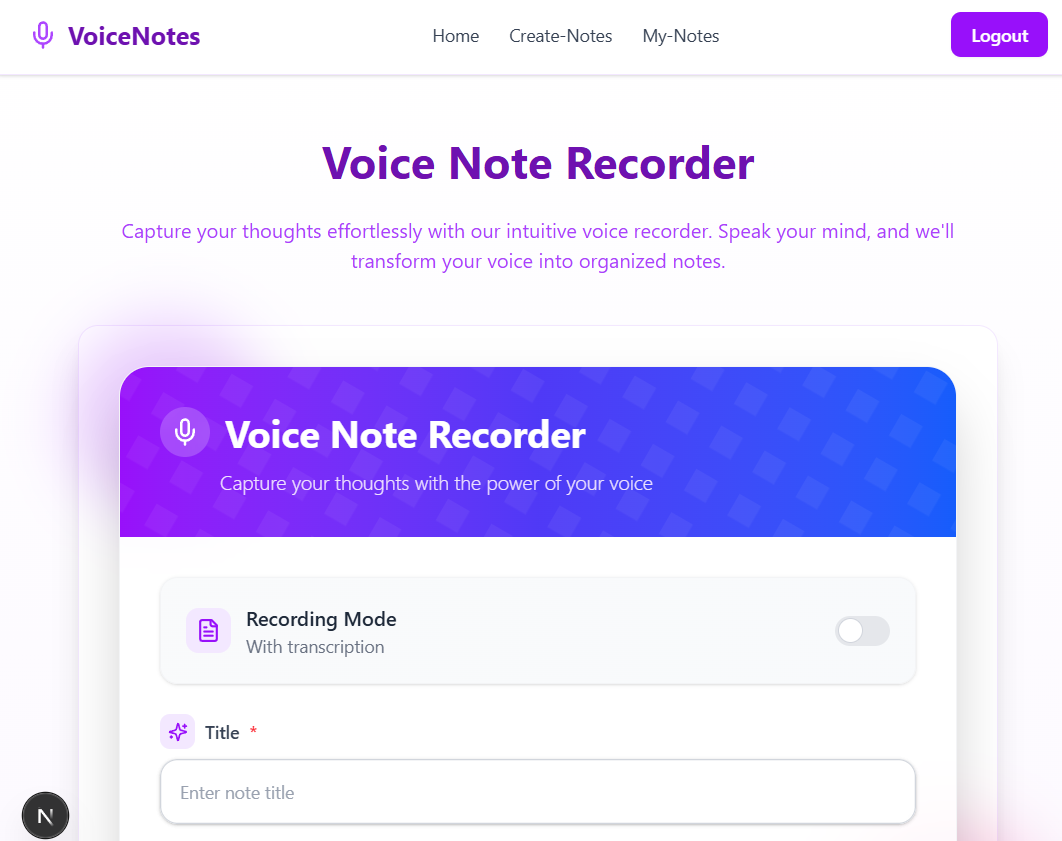 VoiceNotes
Home
Create-Notes
My-Notes
Logout
Voice Note Recorder
Capture your thoughts effortlessly with our intuitive voice recorder. Speak your mind, and we'll
transform your voice into organized notes.
Voice Note Recorder
Capture your thoughts with the power of your voice
Recording Mode
With transcription
Title *
Enter note title
N